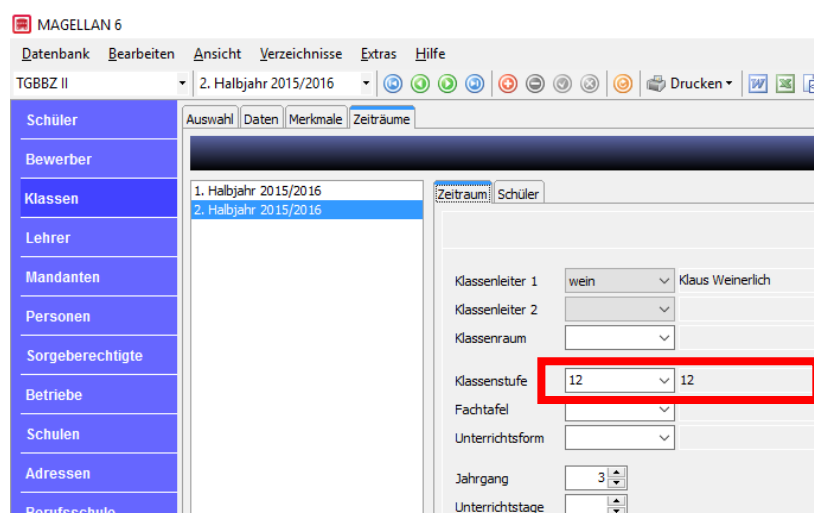 MAGELLAN 6
Datenbank Bearbeiten Ansicht Verzeichnisse Extras Hilfe
TGBBZ II 2. Halbjahr 2015/2016 Drucken
Schüler
Bewerber
Klassen
Lehrer
Mandanten
Personen
Sorgeberechtigte
Betriebe
Schulen
Adressen
Berufsschule
Auswahl Daten Merkmale Zeiträume
1. Halbjahr 2015/2016
2. Halbjahr 2015/2016
Zeitraum Schüler
Klassenleiter 1 wein Klaus Weinerlich
Klassenleiter 2
Klassenraum
Klassenstufe 12 12
Fachtafel
Unterrichtsform
Jahrgang 3
Unterrichtstage